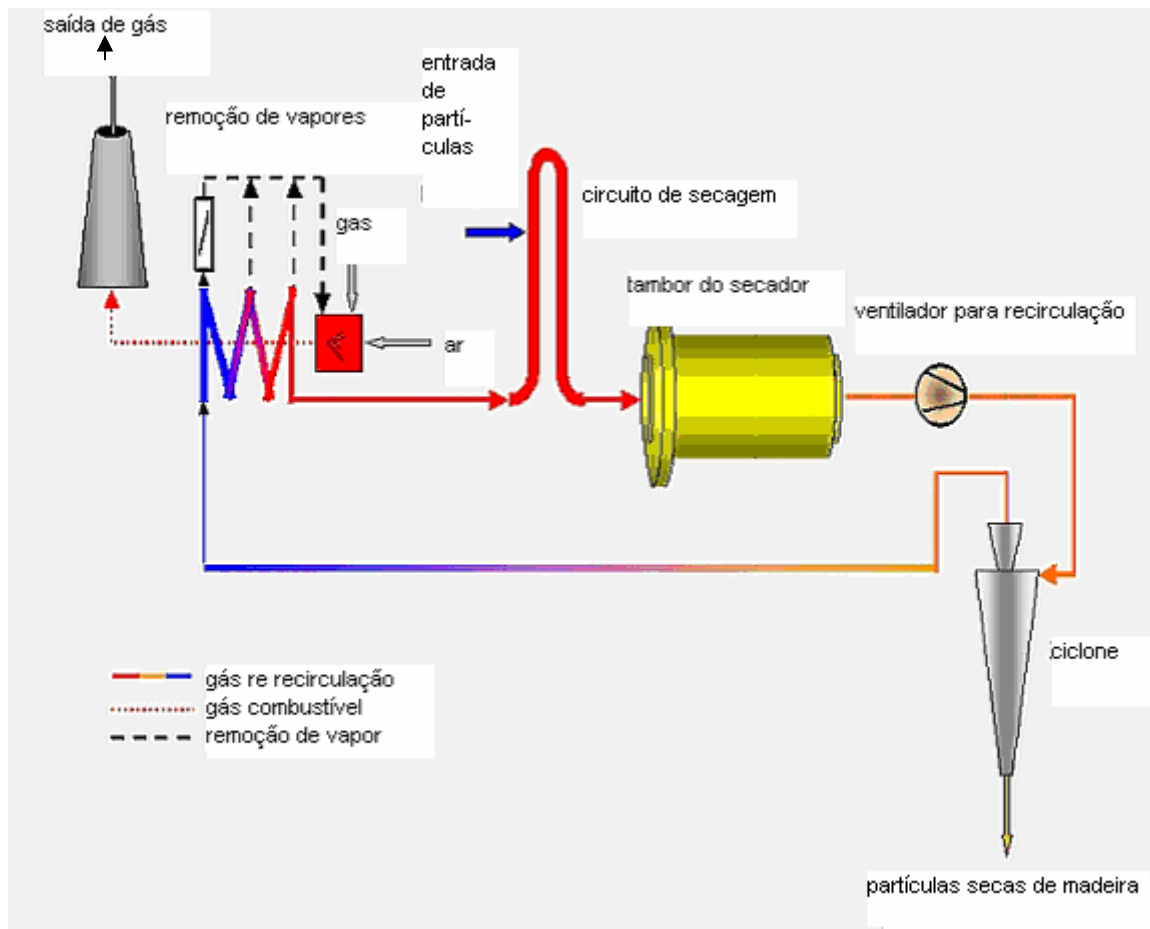 saída de gás
entrada
de
partí-
culas
remoção de vapores
circuito de secagem
gas
tambor do secador
ventilador para recirculação
ar
ciclone
gás re recirculação
gás combustível
remoção de vapor
partículas secas de madeira